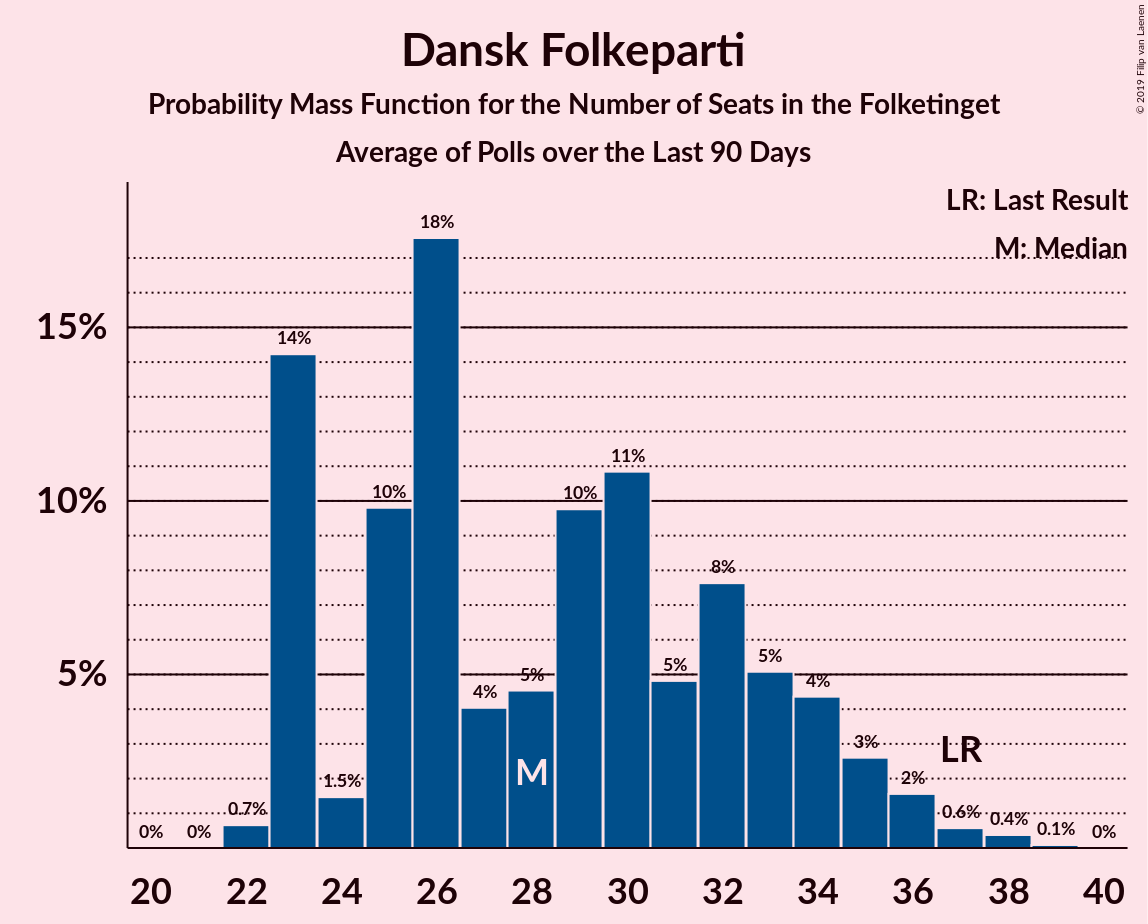 Dansk Folkeparti
Probability Mass Function for the Number of Seats in the Folketinget
Average of Polls over the Last 90 Days
© 2019 Filip van Laenen
LR: Last Result
M: Median
18%
15%
14%
11%
10%
10%
10%
8%
5%
5%
5%
5%
4%
4%
3%
LR
M
2%
1.5%
0.7%
0.6%
0.4%
0.1%
0%
0%
0%
20 22 24 26 28 30 32 34 36 38 40